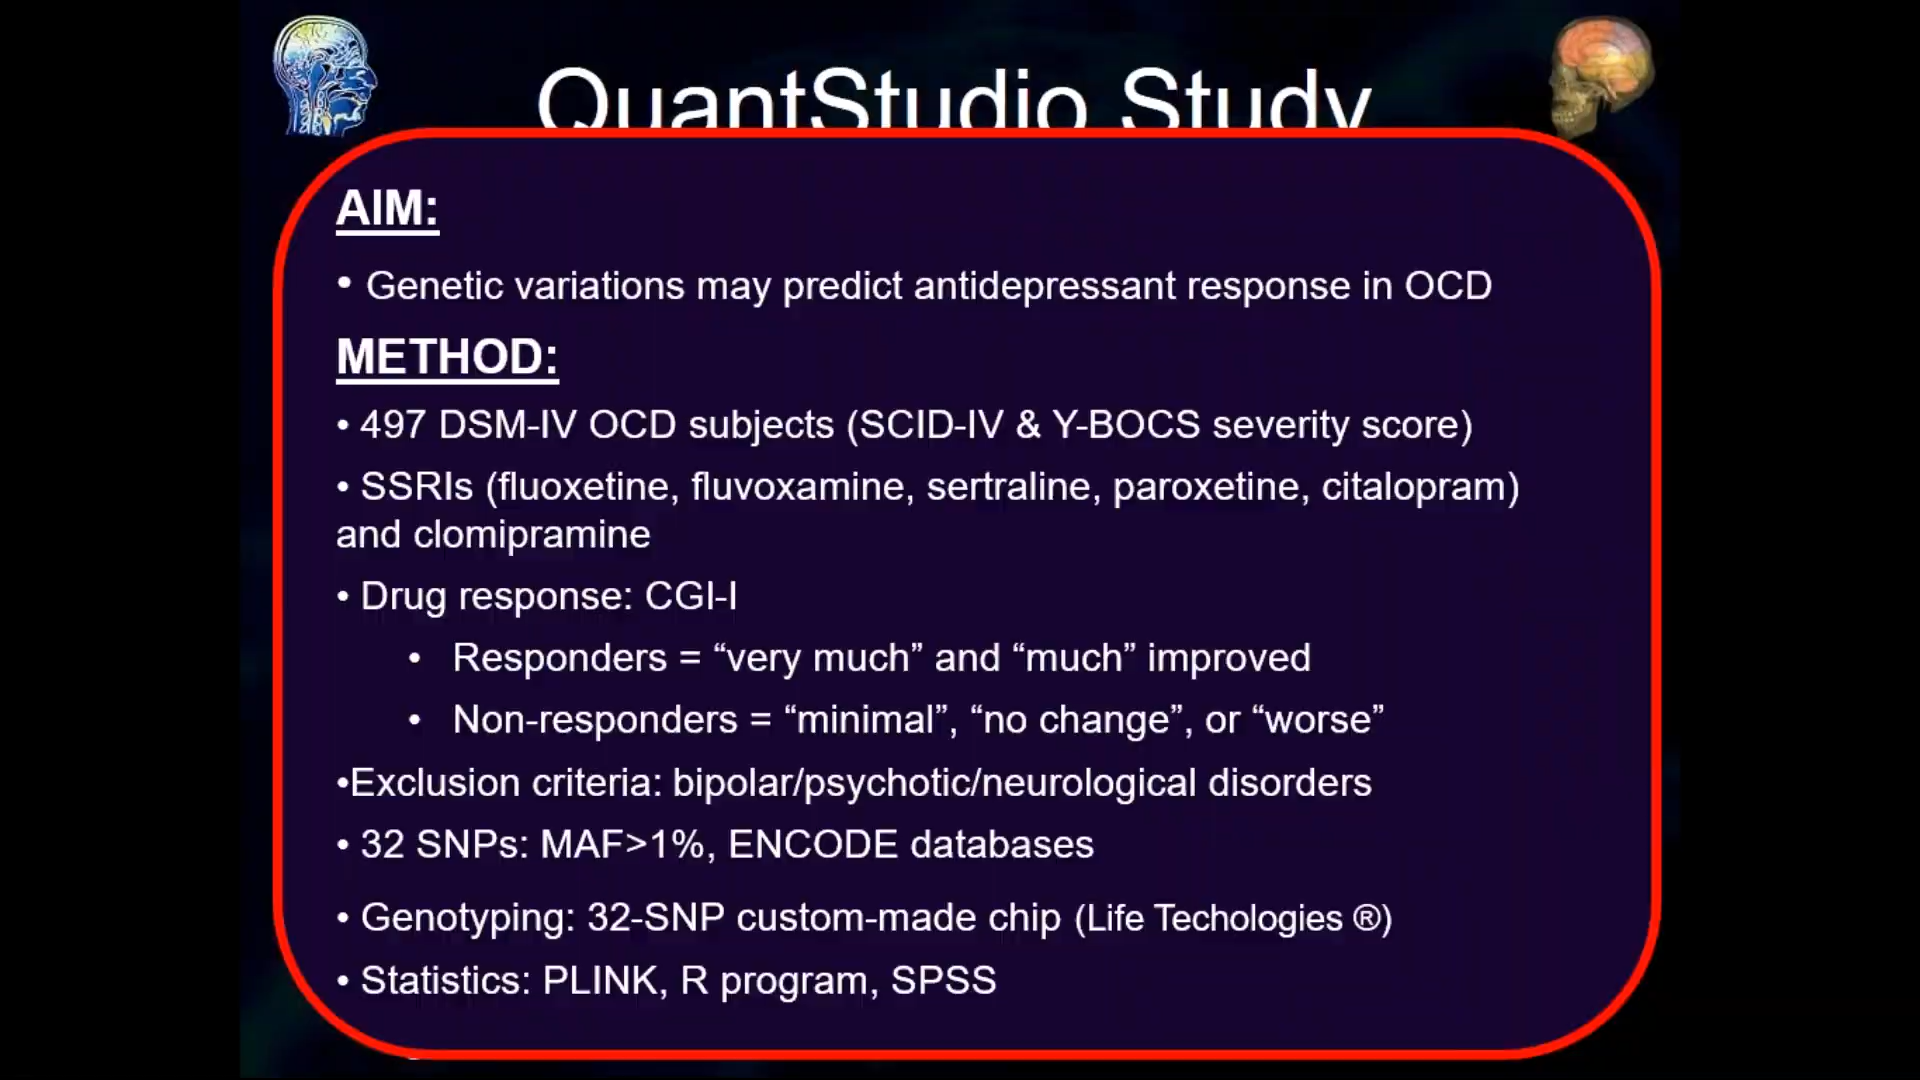 QuantStudio Study
AIM:
• Genetic variations may predict antidepressant response in OCD
METHOD:
• 497 DSM-IV OCD subjects (SCID-IV & Y-BOCS severity score)
• SSRIs (fluoxetine, fluvoxamine, sertraline, paroxetine, citalopram)
and clomipramine
• Drug response: CGI-I
• Responders = “very much” and “much” improved
• Non-responders = “minimal”, “no change”, or “worse”
•Exclusion criteria: bipolar/psychotic/neurological disorders
• 32 SNPs: MAF>1%, ENCODE databases
• Genotyping: 32-SNP custom-made chip (Life Techologies ®)
• Statistics: PLINK, R program, SPSS